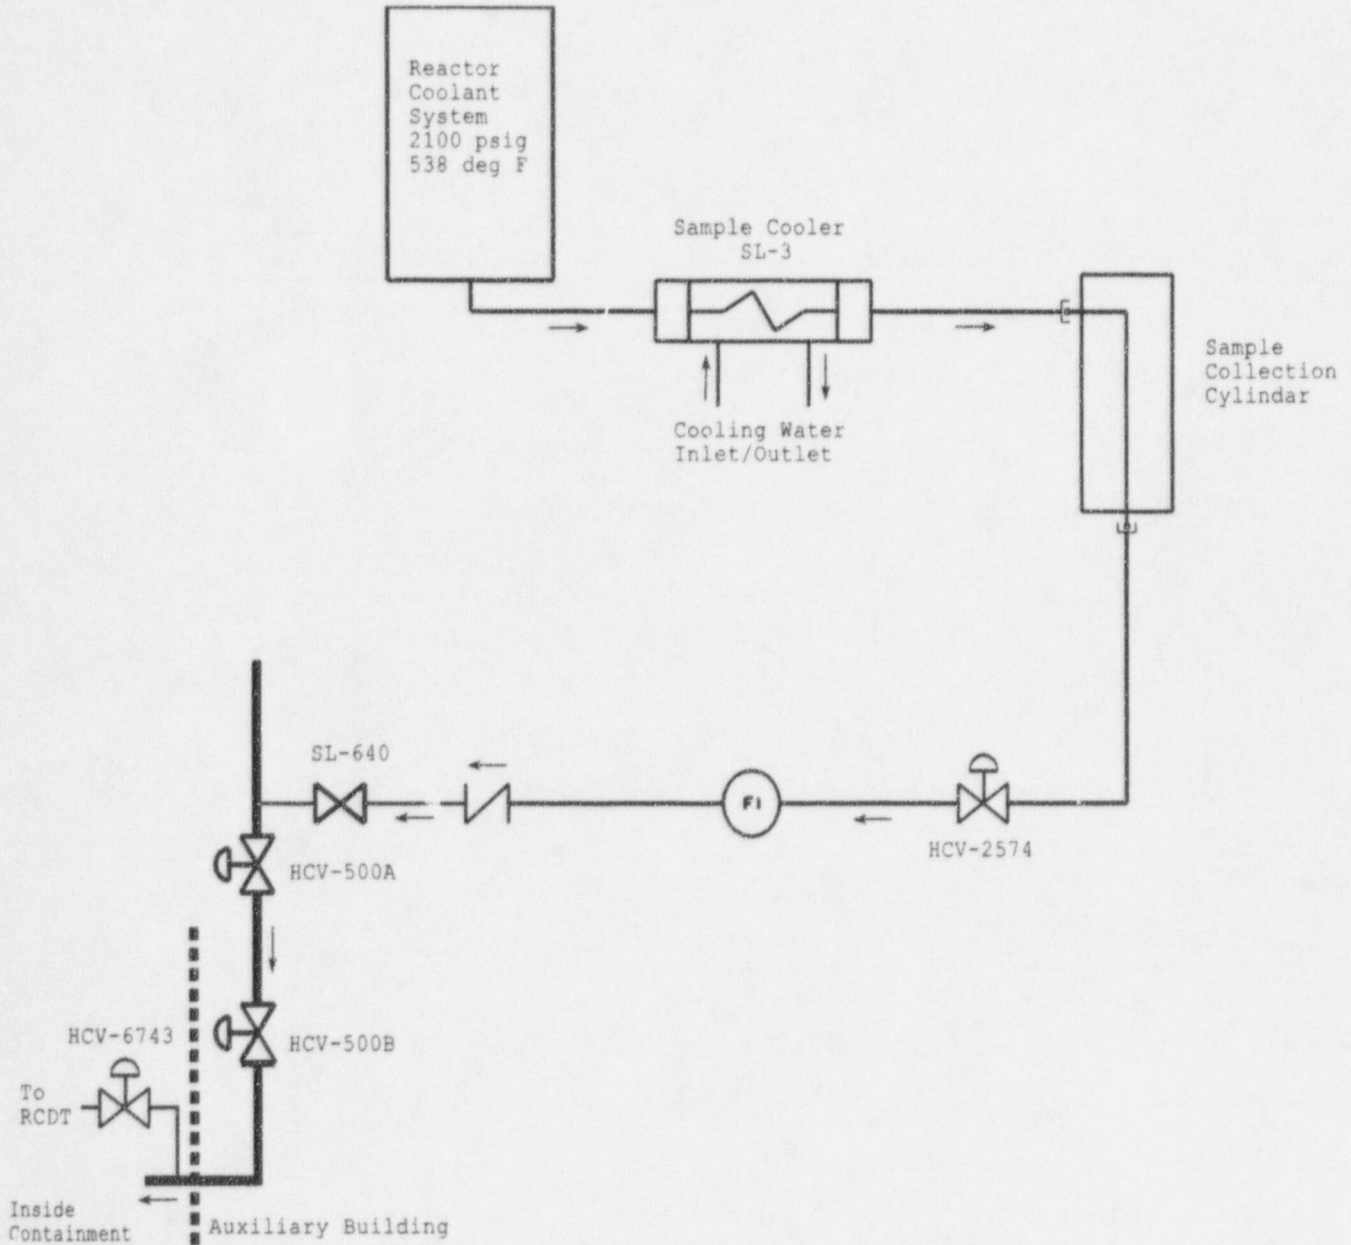 Reactor
Coolant
System
2100 psig
538 deg F
Sample Cooler
SL-3
Sample
Collection
Cylindar
Cooling Water
Inlet/Outlet
SL-640
FI
HCV-2574
HCV-500A
HCV-6743
HCV-500B
To
RCDT
Inside
Containment
Auxiliary Building